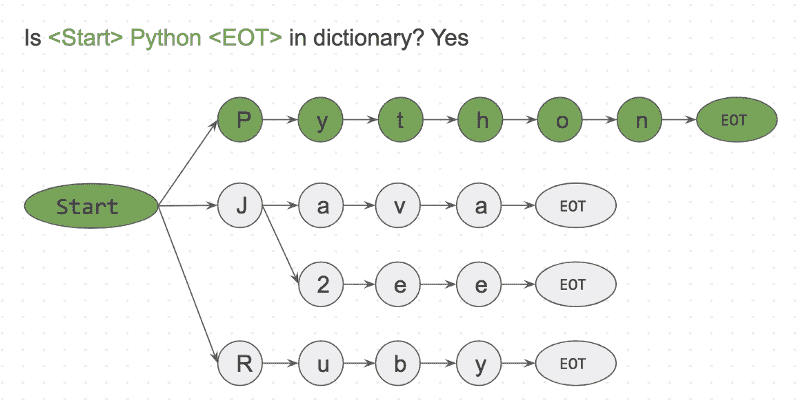 Is <Start> Python <EOT> in dictionary? Yes
P y t h o n EOT
Start J a v a EOT
2 e e EOT
R u b y EOT